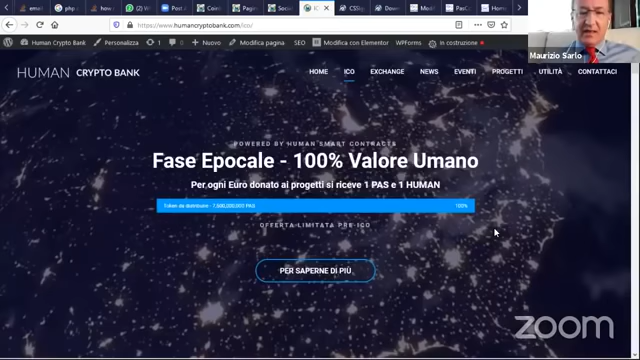 https://www.humancryptobank.com/ico/
Human Crypto Bank Personalizza 1 0 Nuovo Modifica pagina SEO Modifica con Elementor WPForms In costruzione
Maurizio Sarlo
HUMAN CRYPTO BANK HOME ICO EXCHANGE NEWS EVENTI PROGETTI UTILITÀ CONTATTACI
POWERED BY HUMAN SMART CONTRACTS
Fase Epocale - 100% Valore Umano
Per ogni Euro donato ai progetti si riceve 1 PAS e 1 HUMAN
100%
OFFERTA LIMITATA PRE-ICO
PER SAPERNE DI PIÙ
zoom